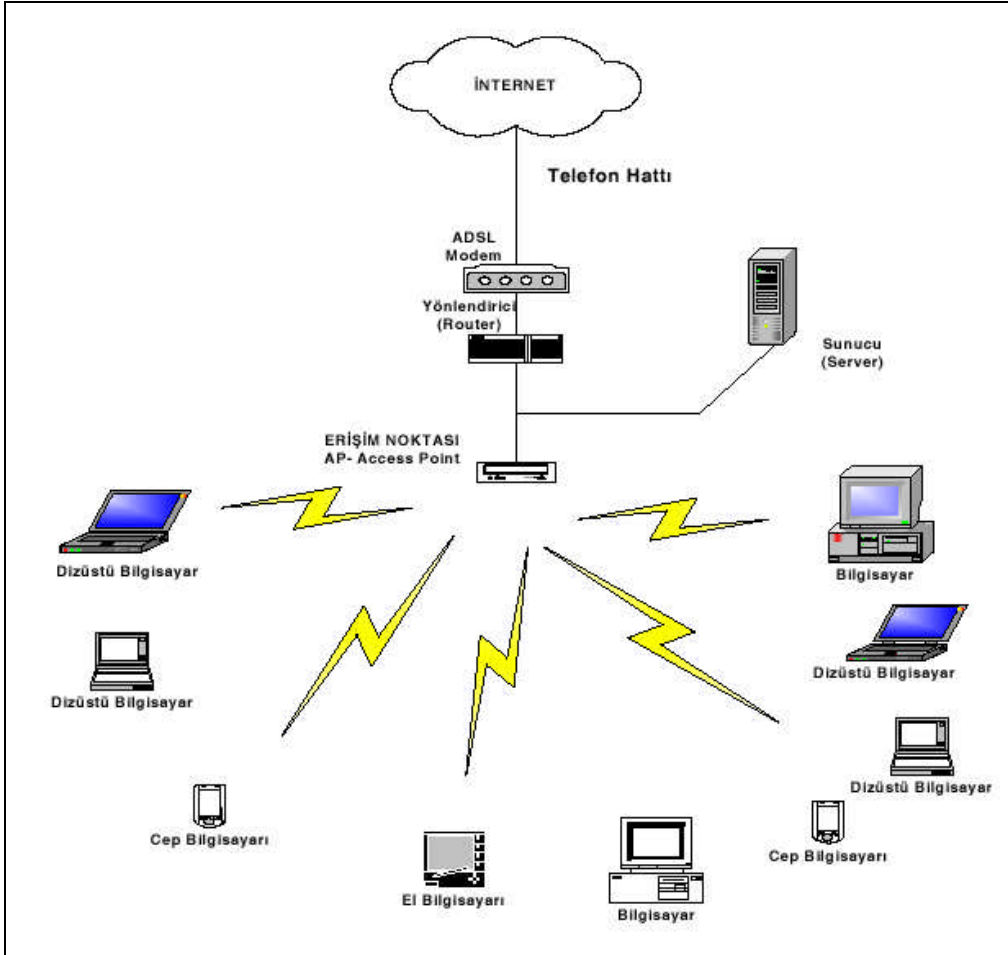 İNTERNET
Telefon Hattı
ADSL
Modem
Yönlendirici
(Router)
Sunucu
(Server)
ERİŞİM NOKTASI
AP- Access Point
Dizüstü Bilgisayar
Bilgisayar
Dizüstü Bilgisayar
Dizüstü Bilgisayar
Dizüstü Bilgisayar
Cep Bilgisayarı
Cep Bilgisayarı
El Bilgisayarı
Bilgisayar